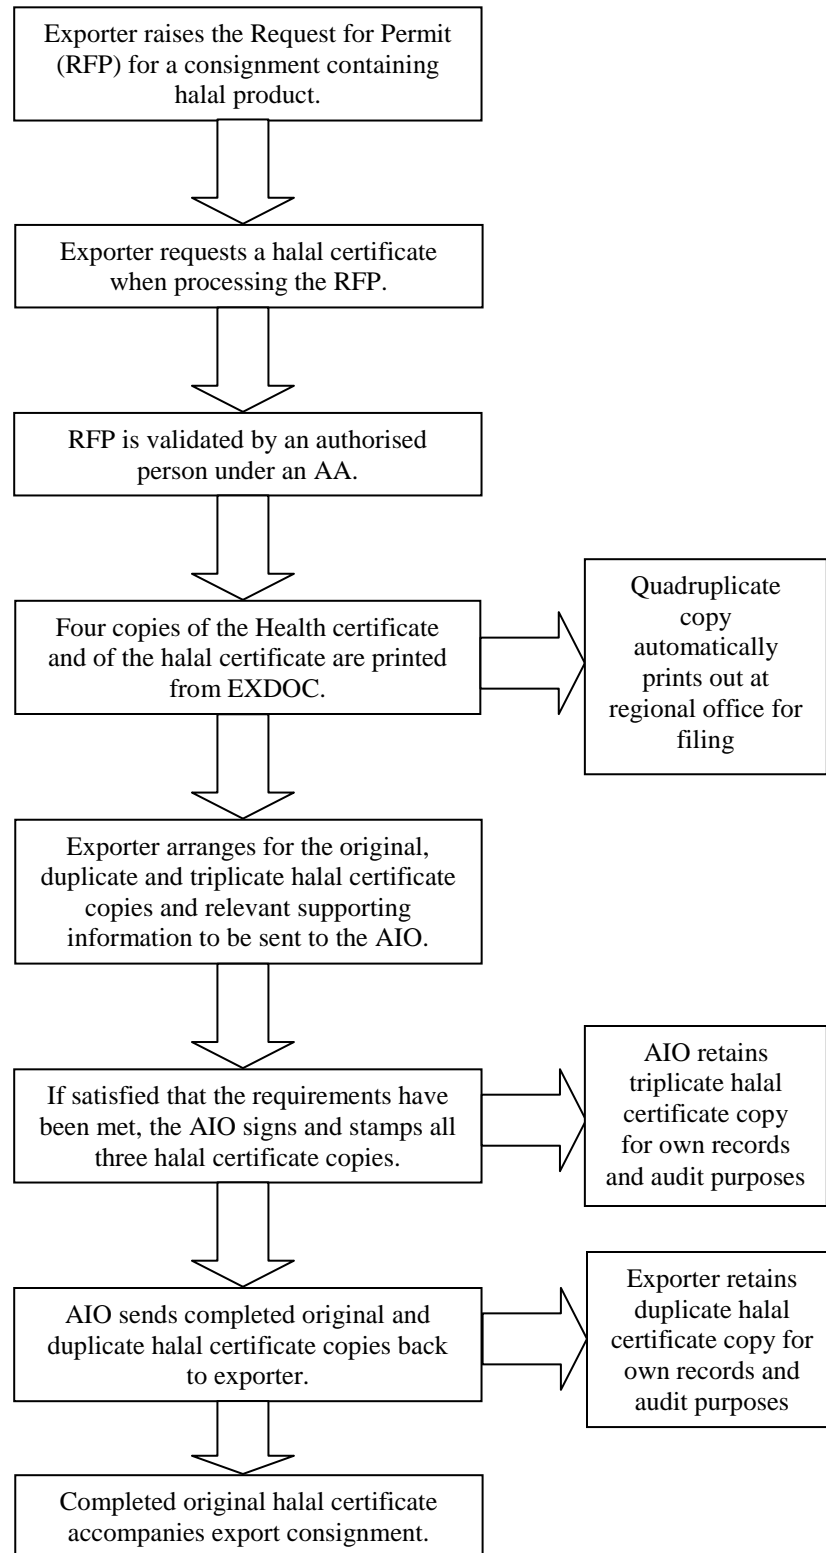 Exporter raises the Request for Permit
(RFP) for a consignment containing
halal product.
Exporter requests a halal certificate
when processing the RFP.
RFP is validated by an authorised
person under an AA.
Four copies of the Health certificate
and of the halal certificate are printed
from EXDOC.
Quadruplicate
copy
automatically
prints out at
regional office for
filing
Exporter arranges for the original,
duplicate and triplicate halal certificate
copies and relevant supporting
information to be sent to the AIO.
If satisfied that the requirements have
been met, the AIO signs and stamps all
three halal certificate copies.
AIO retains
triplicate halal
certificate copy
for own records
and audit purposes
AIO sends completed original and
duplicate halal certificate copies back
to exporter.
Exporter retains
duplicate halal
certificate copy for
own records and
audit purposes
Completed original halal certificate
accompanies export consignment.